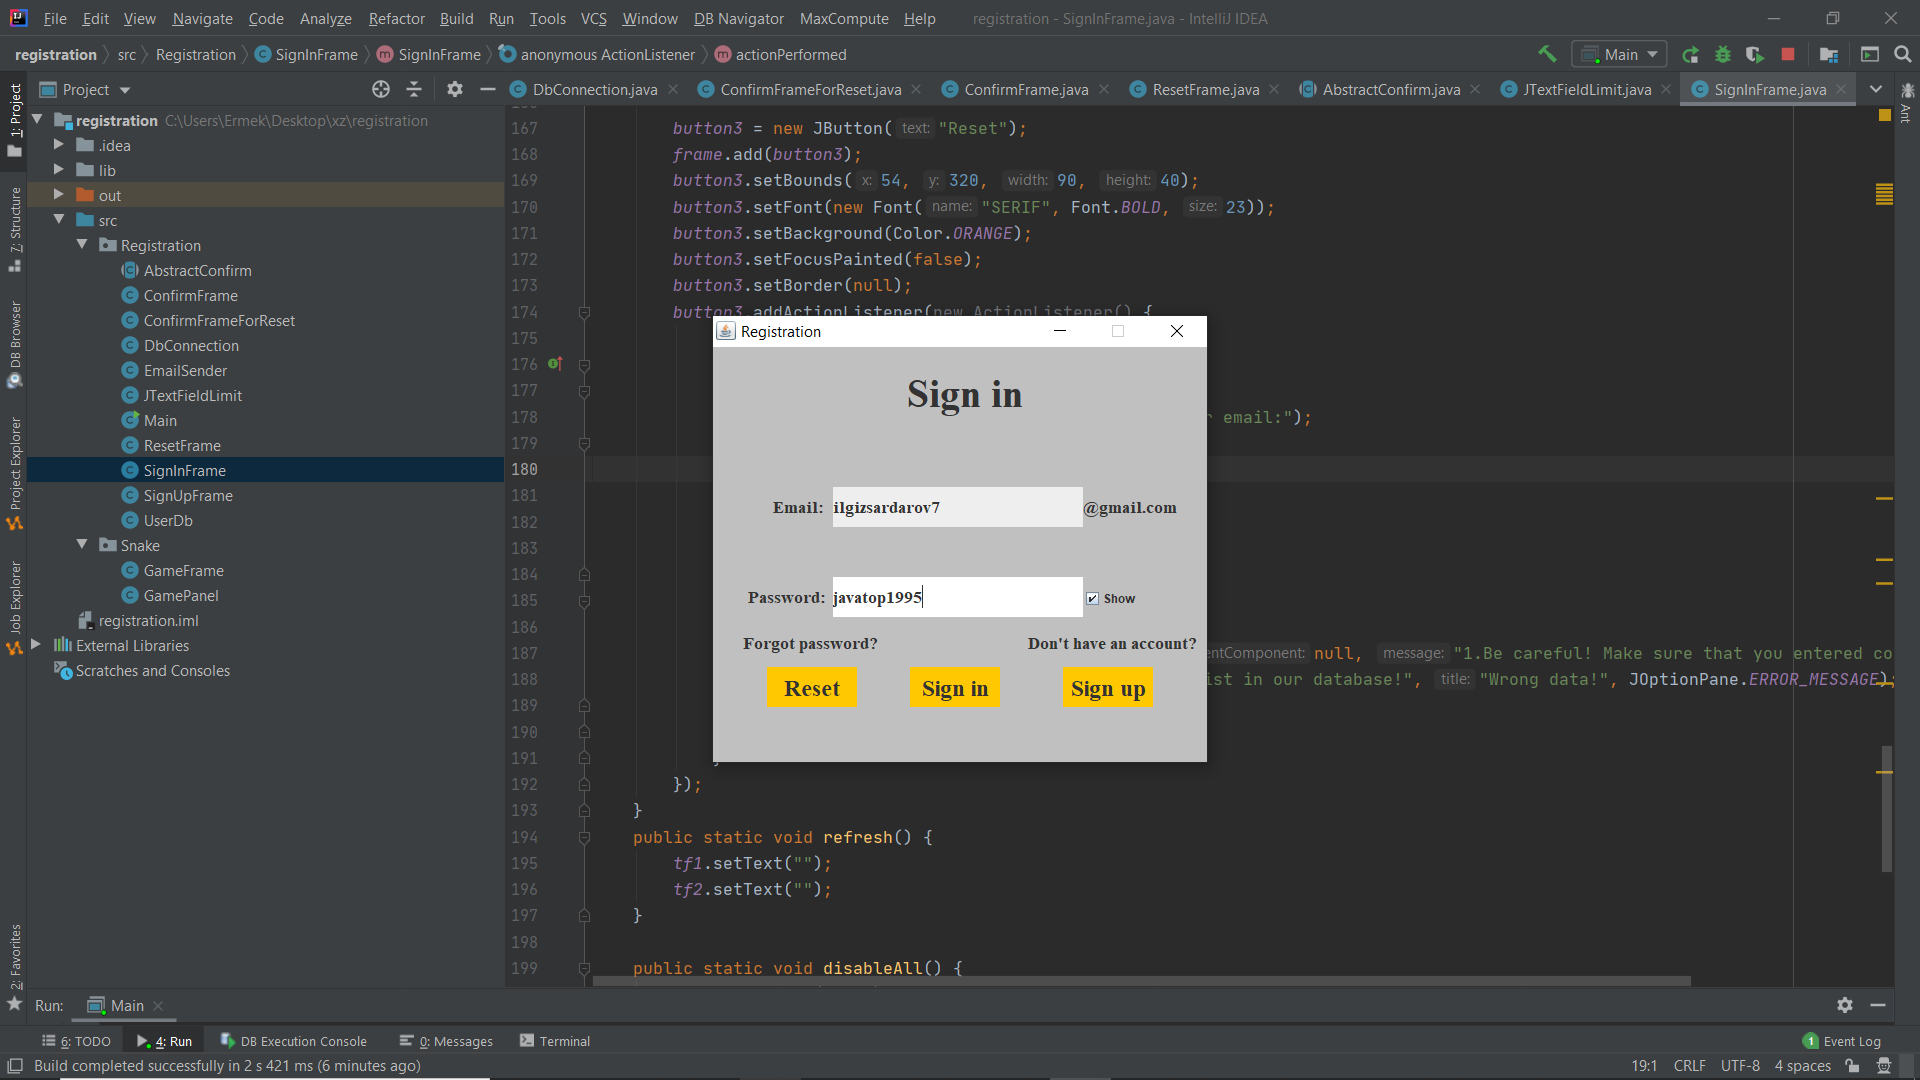 File Edit View Navigate Code Analyze Refactor Build Run Tools VCS Window DB Navigator MaxCompute Help registration - SignInFrame.java - IntelliJ IDEA
registration src Registration SignInFrame SignInFrame anonymous ActionListener actionPerformed Main
Project DbConnection.java ConfirmFrameForReset.java ConfirmFrame.java ResetFrame.java AbstractConfirm.java JTextFieldLimit.java SignInFrame.java
1: Project
7: Structure
DB Browser
Project Explorer
Job Explorer
2: Favorites
Ant
registration C:\Users\Ermek\Desktop\xz\registration
.idea
lib
out
src
Registration
AbstractConfirm
ConfirmFrame
ConfirmFrameForReset
DbConnection
EmailSender
JTextFieldLimit
Main
ResetFrame
SignInFrame
SignUpFrame
UserDb
Snake
GameFrame
GamePanel
registration.iml
External Libraries
Scratches and Consoles
167 button3 = new JButton( text: "Reset");
168 frame.add(button3);
169 button3.setBounds( x: 54, y: 320, width: 90, height: 40);
170 button3.setFont(new Font( name: "SERIF", Font.BOLD, size: 23));
171 button3.setBackground(Color.ORANGE);
172 button3.setFocusPainted(false);
173 button3.setBorder(null);
174 button3.addActionListener(new ActionListener() {
175
176
177
178 email:");
179
180
181
182
183
184
185
186
187 null, message: "1.Be careful! Make sure that you entered co
188 in our database!", title: "Wrong data!", JOptionPane.ERROR_MESSAGE);
189
190
191
192 });
193 }
194 public static void refresh() {
195 tf1.setText("");
196 tf2.setText("");
197 }
198
199 public static void disableAll() {
Registration
Sign in
Email: ilgizsardarov7 @gmail.com
Password: javatop1995 Show
Forgot password? Don't have an account?
Reset Sign in Sign up
Run: Main
6: TODO 4: Run DB Execution Console 0: Messages Terminal 1 Event Log
Build completed successfully in 2 s 421 ms (6 minutes ago) 19:1 CRLF UTF-8 4 spaces